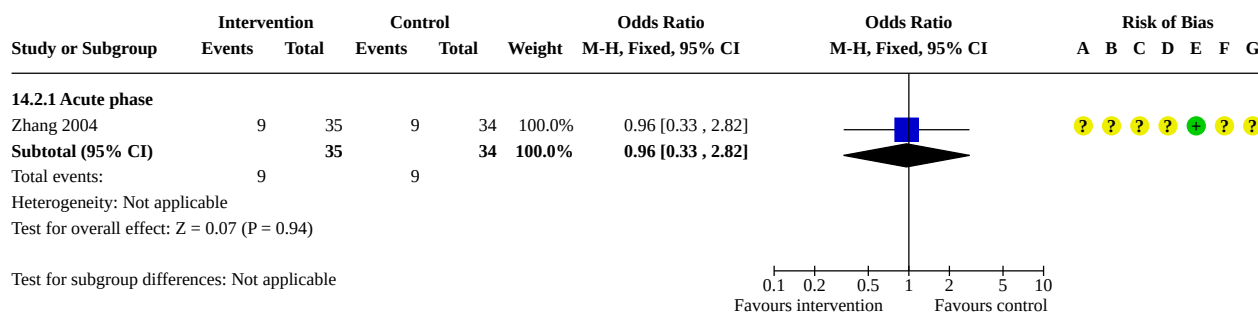 Intervention Control Odds Ratio Odds Ratio Risk of Bias
Study or Subgroup Events Total Events Total Weight M-H, Fixed, 95% CI M-H, Fixed, 95% CI A B C D E F G
14.2.1 Acute phase
Zhang 2004 9 35 9 34 100.0% 0.96 [0.33 , 2.82] ? ? ? ? + ? ?
Subtotal (95% CI) 35 34 100.0% 0.96 [0.33 , 2.82]
Total events: 9 9
Heterogeneity: Not applicable
Test for overall effect: Z = 0.07 (P = 0.94)
Test for subgroup differences: Not applicable
0.1 0.2 0.5 1 2 5 10
Favours intervention Favours control